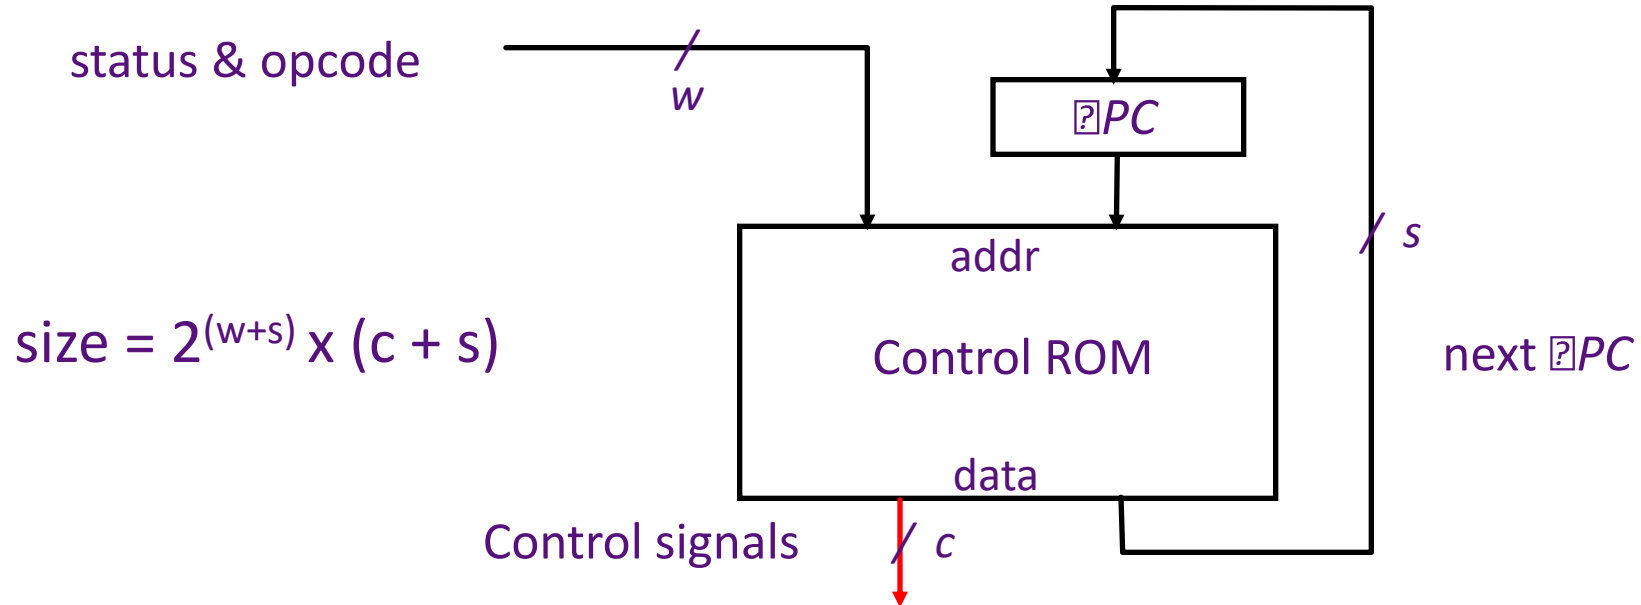 status & opcode
w
⍰PC
s
addr
size = 2^(w+s) x (c + s)
Control ROM
next ⍰PC
data
Control signals
c